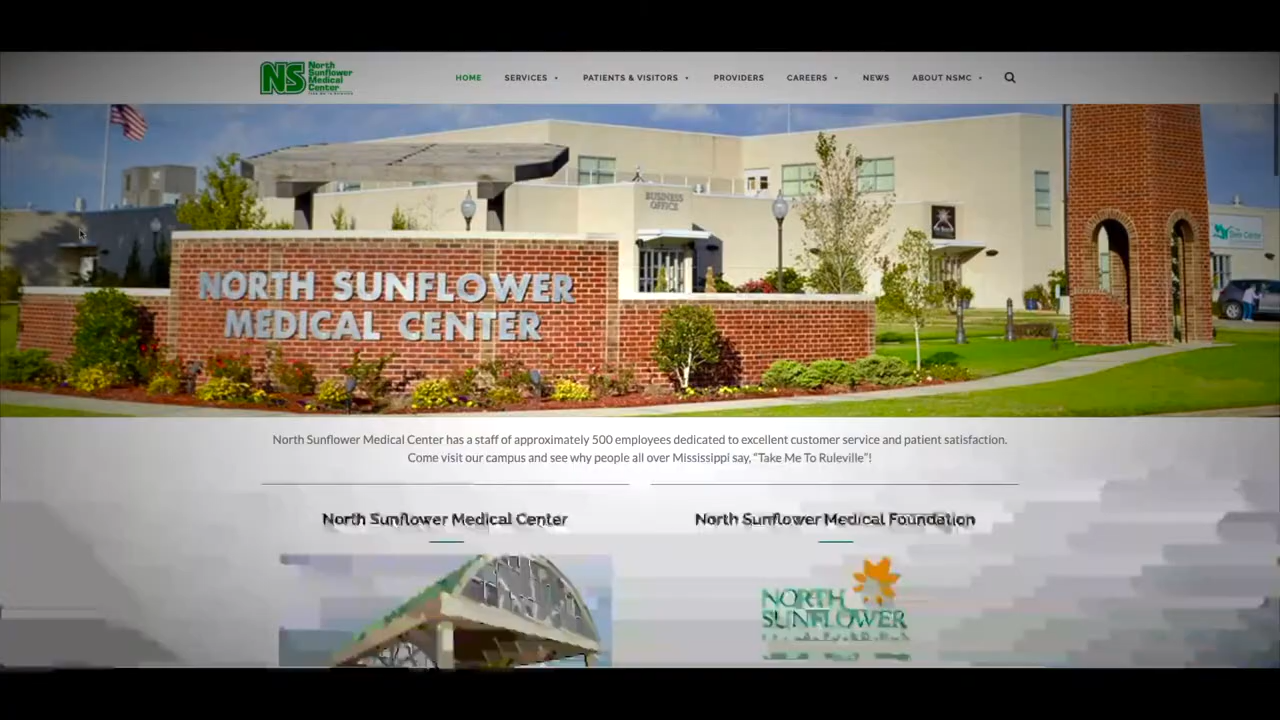 NS North
Sunflower
Medical
Center
HOME SERVICES PATIENTS & VISITORS PROVIDERS CAREERS NEWS ABOUT NSMC
BUSINESS
OFFICE
NORTH SUNFLOWER
MEDICAL CENTER
North Sunflower Medical Center has a staff of approximately 500 employees dedicated to excellent customer service and patient satisfaction.
Come visit our campus and see why people all over Mississippi say, “Take Me To Ruleville”!
North Sunflower Medical Center
North Sunflower Medical Foundation
NORTH
SUNFLOWER